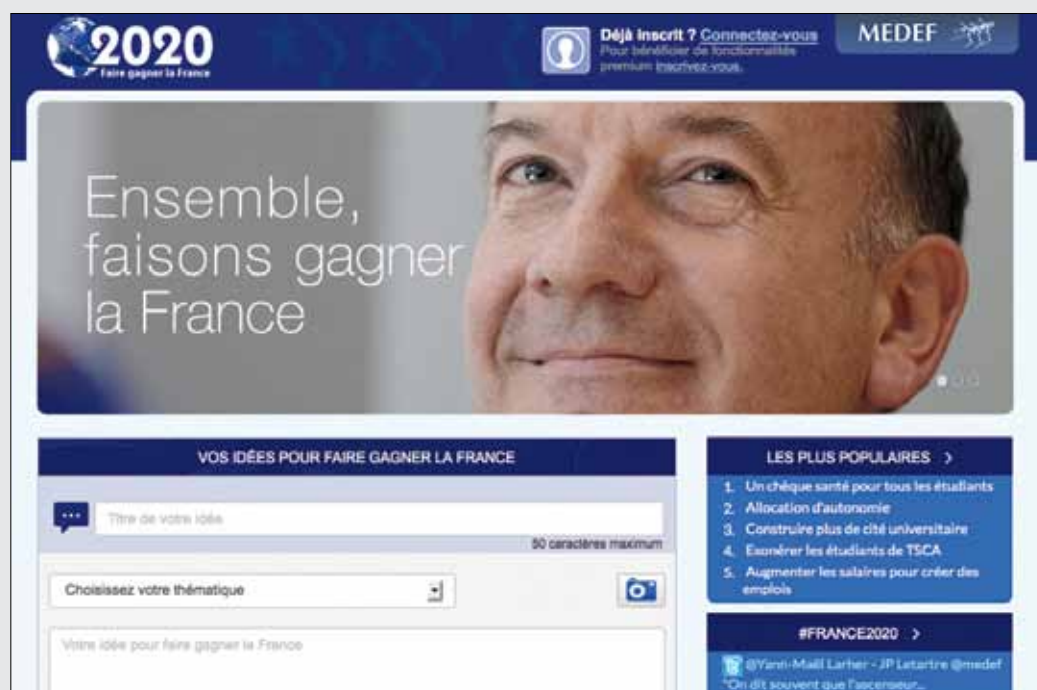 2020
Faire gagner la France
Déjà inscrit ? Connectez-vous
Pour bénéficier de fonctionnalités
premium inscrivez-vous.
MEDEF
Ensemble,
faisons gagner
la France
VOS IDÉES POUR FAIRE GAGNER LA FRANCE
Titre de votre idée
50 caractères maximum
Choisissez votre thématique
Votre idée pour faire gagner la France
LES PLUS POPULAIRES >
1. Un chèque santé pour tous les étudiants
2. Allocation d'autonomie
3. Construire plus de cité universitaire
4. Exonérer les étudiants de TSCA
5. Augmenter les salaires pour créer des
emplois
#FRANCE2020 >
@Yann-Maël Larher - JP Letartre @medef
"On dit souvent que l'ascenseur...